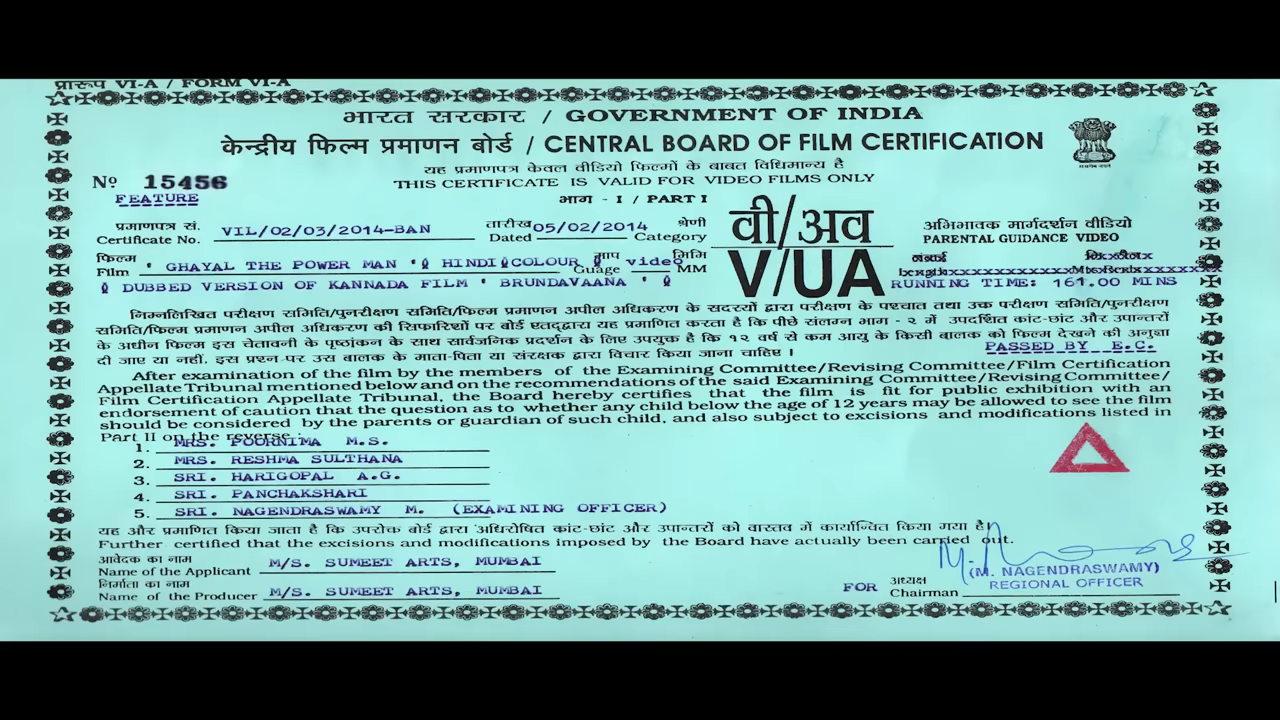 प्रारूप VI-A / FORM VI-A
भारत सरकार / GOVERNMENT OF INDIA
केन्द्रीय फिल्म प्रमाणन बोर्ड / CENTRAL BOARD OF FILM CERTIFICATION
यह प्रमाणपत्र केवल वीडियो फिल्मों के बाबत विधिमान्य है
Nº 15456 THIS CERTIFICATE IS VALID FOR VIDEO FILMS ONLY
FEATURE भाग - I / PART I
प्रमाणपत्र सं. तारीख श्रेणी वी/अव अभिभावक मार्गदर्शन वीडियो
Certificate No. VIL/02/03/2014-BAN Dated 05/02/2014 Category V/UA PARENTAL GUIDANCE VIDEO
फिल्म माप मिमि लंबाई
Film ' GHAYAL THE POWER MAN ' ( HINDI)(COLOUR ) Guage video MM
( DUBBED VERSION OF KANNADA FILM ' BRUNDAVAANA ' ) RUNNING TIME: 161.00 MINS
निम्नलिखित परीक्षण समिति/पुनरीक्षण समिति/फिल्म प्रमाणन अपील अधिकरण के सदस्यों द्वारा परीक्षण के पश्चात तथा उक्त परीक्षण समिति/पुनरीक्षण
समिति/फिल्म प्रमाणन अपील अधिकरण की सिफारिशों पर बोर्ड एतद्द्वारा यह प्रमाणित करता है कि पीछे संलग्न भाग - २ में उपदर्शित कांट-छांट और उपान्तरों
के अधीन फिल्म इस चेतावनी के पृष्ठांकन के साथ सार्वजनिक प्रदर्शन के लिए उपयुक्त है कि १२ वर्ष से कम आयु के किसी बालक को फिल्म देखने की अनुज्ञा
दी जाए या नहीं. इस प्रश्न पर उस बालक के माता-पिता या संरक्षक द्वारा विचार किया जाना चाहिए । PASSED BY E.C.
After examination of the film by the members of the Examining Committee/Revising Committee/Film Certification
Appellate Tribunal mentioned below and on the recommendations of the said Examining Committee/Revising Committee/
Film Certification Appellate Tribunal, the Board hereby certifies that the film is fit for public exhibition with an
endorsement of caution that the question as to whether any child below the age of 12 years may be allowed to see the film
should be considered by the parents or guardian of such child, and also subject to excisions and modifications listed in
Part II on the reverse :
1. MRS. POORNIMA M.S.
2. MRS. RESHMA SULTHANA
3. SRI. HARIGOPAL A.G.
4. SRI. PANCHAKSHARI
5. SRI. NAGENDRASWAMY M. (EXAMINING OFFICER)
यह और प्रमाणित किया जाता है कि उपरोक्त बोर्ड द्वारा अधिरोपित कांट-छांट और उपान्तरों को वास्तव में कार्यान्वित किया गया है।
Further certified that the excisions and modifications imposed by the Board have actually been carried out.
आवेदक का नाम
Name of the Applicant M/S. SUMEET ARTS, MUMBAI
निर्माता का नाम
Name of the Producer M/S. SUMEET ARTS, MUMBAI
(M. NAGENDRASWAMY)
FOR अध्यक्ष REGIONAL OFFICER
Chairman